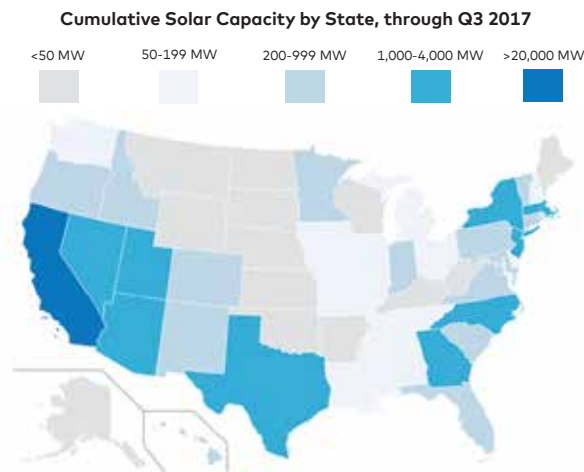 Cumulative Solar Capacity by State, through Q3 2017
<50 MW 50-199 MW 200-999 MW 1,000-4,000 MW >20,000 MW